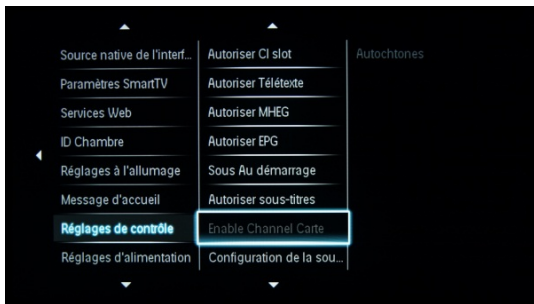 Source native de l'interf...
Paramètres SmartTV
Services Web
ID Chambre
Réglages à l'allumage
Message d'accueil
Réglages de contrôle
Réglages d'alimentation
Autoriser CI slot
Autoriser Télétexte
Autoriser MHEG
Autoriser EPG
Sous Au démarrage
Autoriser sous-titres
Enable Channel Carte
Configuration de la sou...
Autochtones